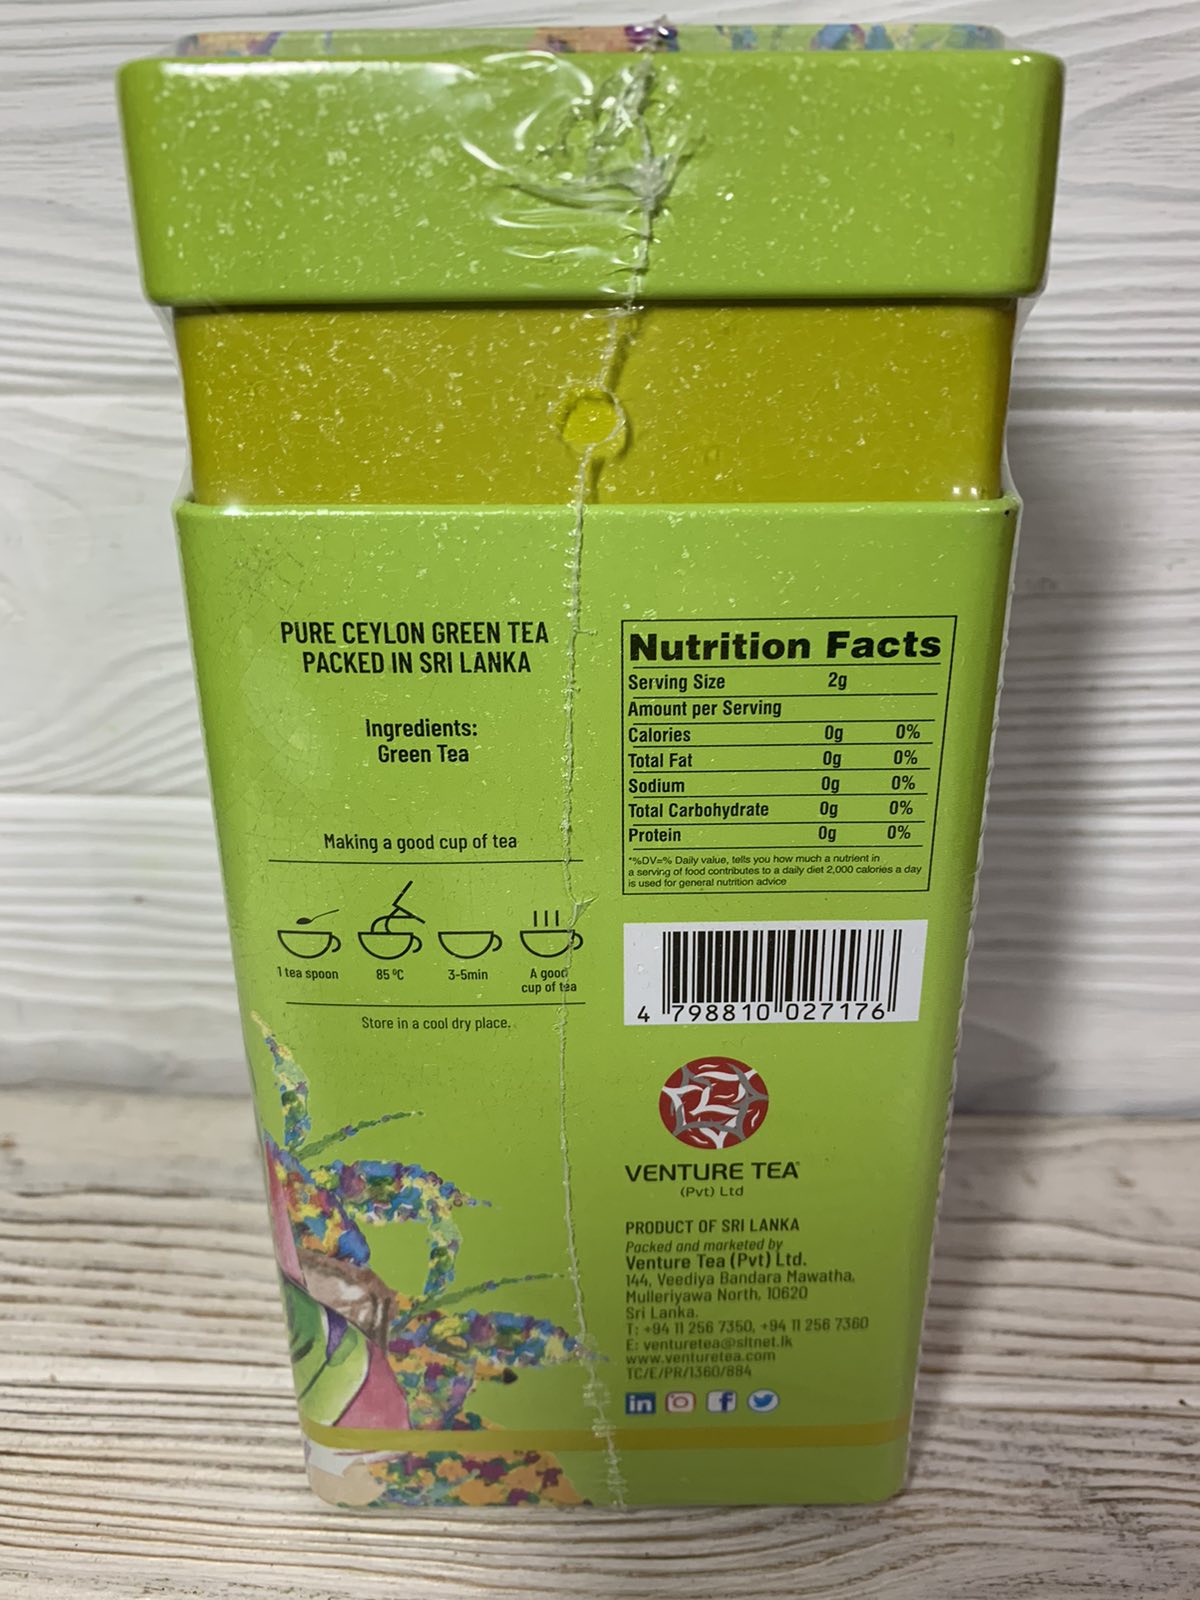 PURE CEYLON GREEN TEA
PACKED IN SRI LANKA
Ingredients:
Green Tea
Making a good cup of tea
1 tea spoon
85 ºC
3-5min
A good
cup of tea
Store in a cool dry place.
Nutrition Facts
Serving Size 2g
Amount per Serving
Calories 0g 0%
Total Fat 0g 0%
Sodium 0g 0%
Total Carbohydrate 0g 0%
Protein 0g 0%
*%DV=% Daily value, tells you how much a nutrient in
a serving of food contributes to a daily diet 2,000 calories a day
is used for general nutrition advice
4 798810 027176
VENTURE TEA
(Pvt) Ltd
PRODUCT OF SRI LANKA
Packed and marketed by
Venture Tea (Pvt) Ltd.
144, Veediya Bandara Mawatha,
Mulleriyawa North, 10620
Sri Lanka.
T: +94 11 256 7350, +94 11 256 7360
E: venturetea@sltnet.lk
www.venturetea.com
TC/E/PR/1360/884
in